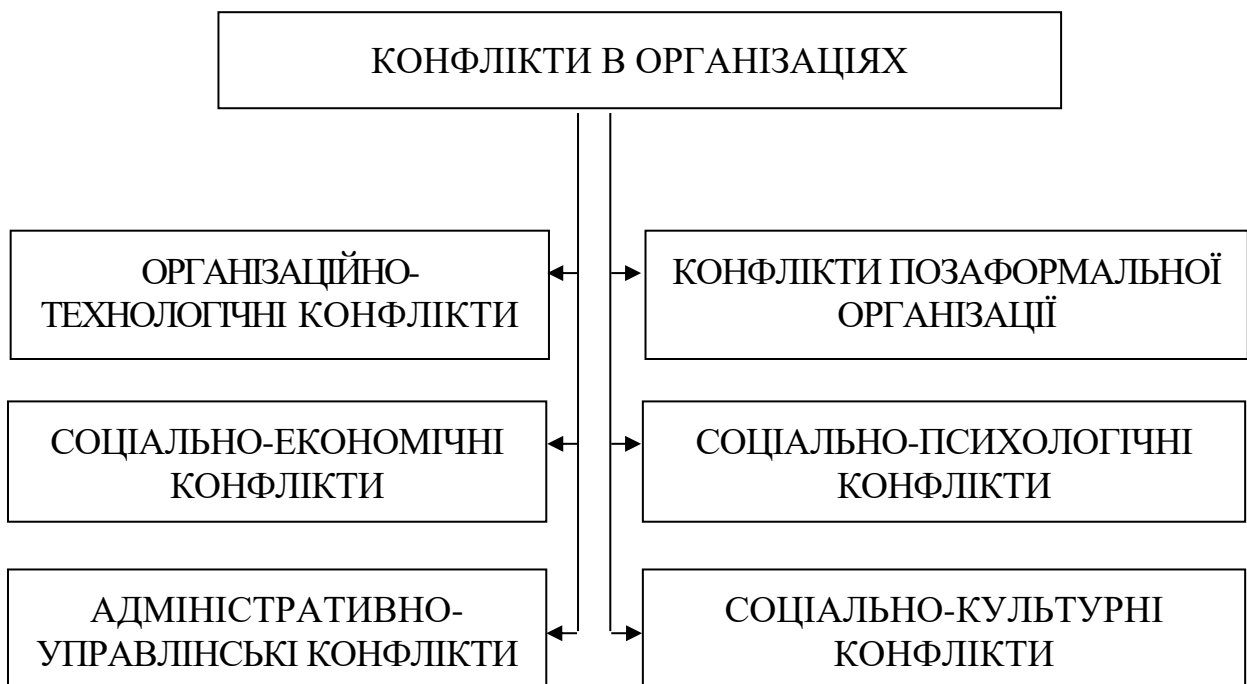 КОНФЛІКТИ В ОРГАНІЗАЦІЯХ
ОРГАНІЗАЦІЙНО-
ТЕХНОЛОГІЧНІ КОНФЛІКТИ
КОНФЛІКТИ ПОЗАФОРМАЛЬНОЇ
ОРГАНІЗАЦІЇ
СОЦІАЛЬНО-ЕКОНОМІЧНІ
КОНФЛІКТИ
СОЦІАЛЬНО-ПСИХОЛОГІЧНІ
КОНФЛІКТИ
АДМІНІСТРАТИВНО-
УПРАВЛІНСЬКІ КОНФЛІКТИ
СОЦІАЛЬНО-КУЛЬТУРНІ
КОНФЛІКТИ